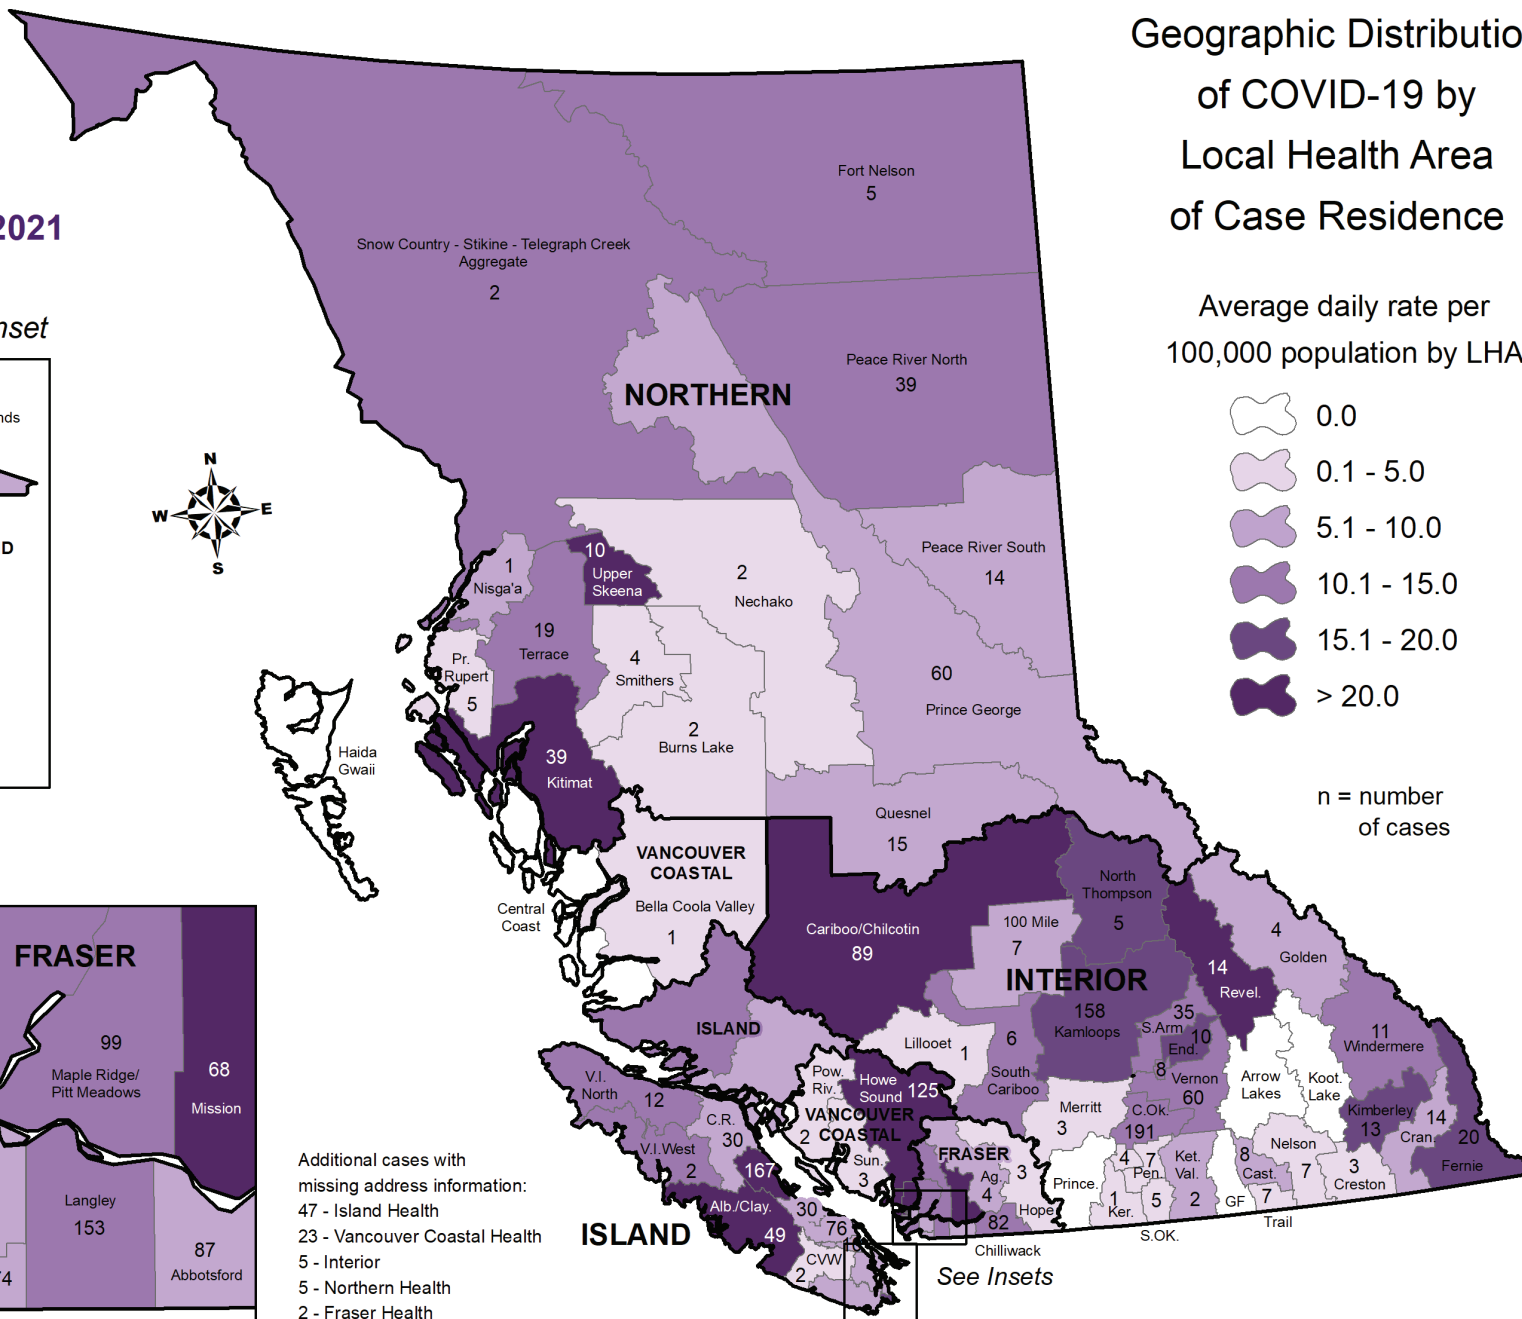 Geographic Distributio
of COVID-19 by
Local Health Area
of Case Residence
2021
nset
nds
D
Average daily rate per
100,000 population by LHA
0.0
0.1 - 5.0
5.1 - 10.0
10.1 - 15.0
15.1 - 20.0
> 20.0
n = number
of cases
N
W
E
S
Fort Nelson
5
Snow Country - Stikine - Telegraph Creek
Aggregate
2
NORTHERN
Peace River North
39
Peace River South
14
10
Upper
Skeena
1
Nisga'a
2
Nechako
19
Terrace
Pr.
Rupert
5
4
Smithers
60
Prince George
2
Burns Lake
39
Kitimat
Haida
Gwaii
Quesnel
15
VANCOUVER
COASTAL
Bella Coola Valley
1
Central
Coast
Cariboo/Chilcotin
89
North
Thompson
5
100 Mile
7
INTERIOR
4
Golden
14
Revel.
158
Kamloops
35
S.Arm
10
End.
8
Vernon
60
11
Windermere
ISLAND
Lillooet
1
6
South
Cariboo
Arrow
Lakes
Koot.
Lake
Pow.
Riv.
2
Howe
Sound
125
VANCOUVER
COASTAL
Merritt
3
C.Ok.
191
Kimberley
13
14
Cran.
20
Fernie
V.I.
North
12
C.R.
30
V.I.West
2
167
Sun.
3
FRASER
Ag.
4
3
Hope
82
Chilliwack
Prince.
4
7
Pen.
1
Ker.
5
S.OK.
Ket.
Val.
2
GF
8
Cast.
7
Trail
Nelson
7
3
Creston
Alb./Clay.
49
30
76
CVW
2
ISLAND
See Insets
FRASER
99
Maple Ridge/
Pitt Meadows
68
Mission
Langley
153
87
Abbotsford
74
Additional cases with
missing address information:
47 - Island Health
23 - Vancouver Coastal Health
5 - Interior
5 - Northern Health
2 - Fraser Health